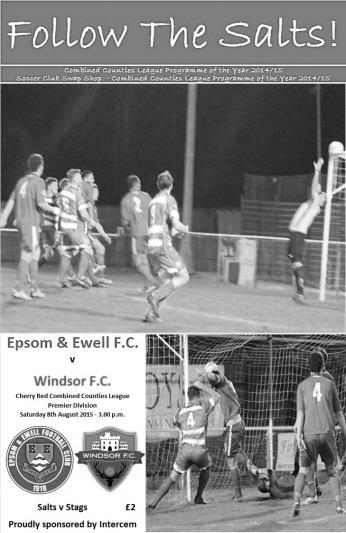 Follow The Salts!
Combined Counties League Programme of the Year 2014/15
Soccer Club Swap Shop - Combined Counties League Programme of the Year 2014/15
Epsom & Ewell F.C.
v
Windsor F.C.
Cherry Red Combined Counties League
Premier Division
Saturday 8th August 2015 - 3.00 p.m.
EPSOM & EWELL FOOTBALL CLUB
E E
1918
WINDSOR F.C.
Salts v Stags £2
Proudly sponsored by Intercem
4
4